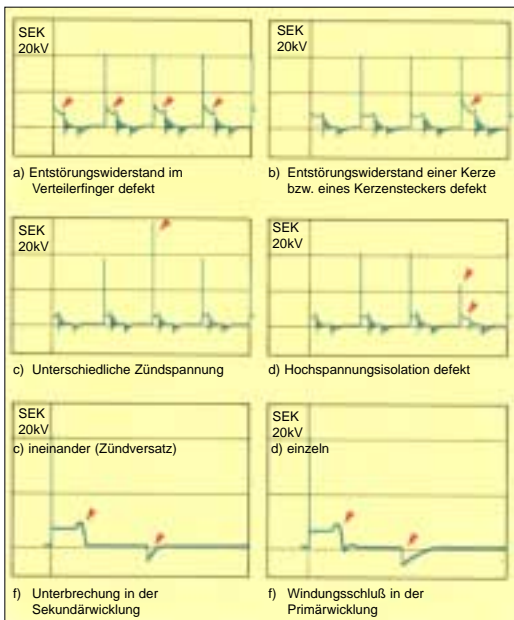 SEK
20kV
SEK
20kV
a) Entstörungswiderstand im
Verteilerfinger defekt
b) Entstörungswiderstand einer Kerze
bzw. eines Kerzensteckers defekt
SEK
20kV
SEK
20kV
c) Unterschiedliche Zündspannung
d) Hochspannungsisolation defekt
SEK
20kV
c) ineinander (Zündversatz)
SEK
20kV
d) einzeln
f) Unterbrechung in der
Sekundärwicklung
f) Windungsschluß in der
Primärwicklung